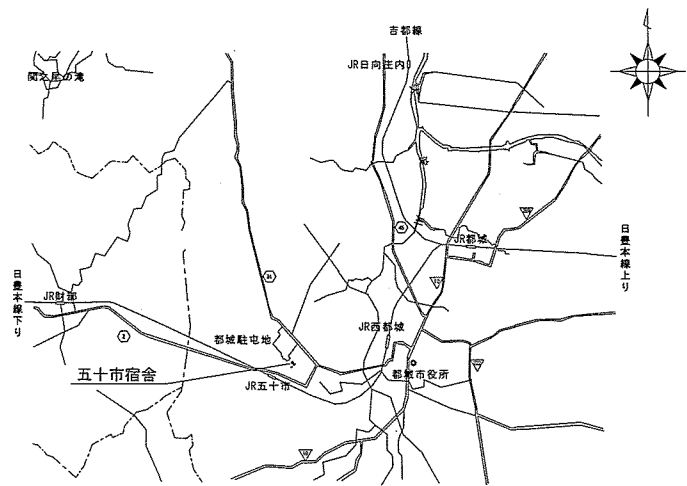 吉都線
JR日向庄内
関之尾の滝
日豊本線上り
JR都城
日豊本線下り
JR財部
JR西都城
都城駐屯地
五十市宿舎
JR五十市
都城市役所
2